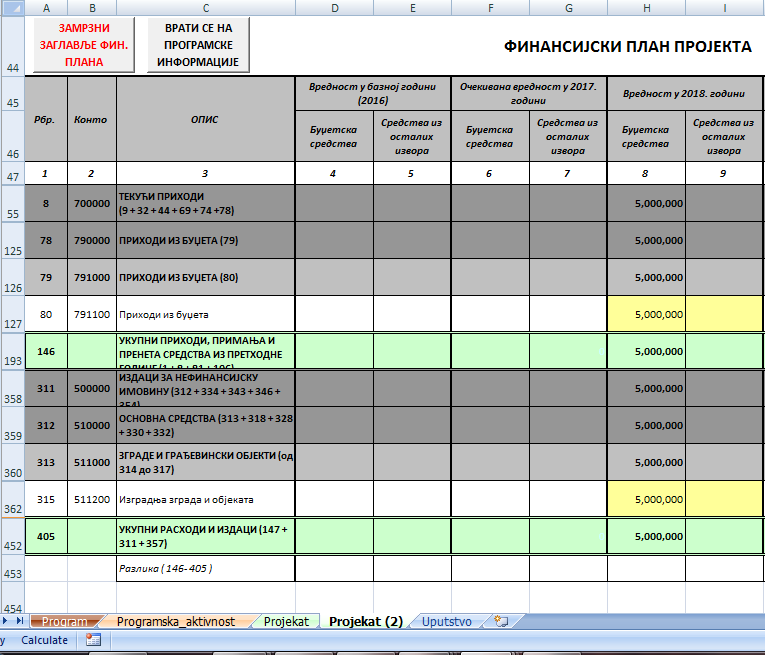 A B C D E F G H I
ЗАМРЗНИ
ЗАГЛАВЉЕ ФИН.
ПЛАНА
ВРАТИ СЕ НА
ПРОГРАМСКЕ
ИНФОРМАЦИЈЕ
44 ФИНАНСИЈСКИ ПЛАН ПРОЈЕКТА
45 Рбр. Конто ОПИС
Вредност у базној години
(2016)
Очекивана вредност у 2017.
години
Вредност у 2018. години
46
Буџетска
средства
Средства из
осталих
извора
Буџетска
средства
Средства из
осталих
извора
Буџетска
средства
Средства из
осталих
извора
47 1 2 3 4 5 6 7 8 9
55 8 700000 ТЕКУЋИ ПРИХОДИ
(9 + 32 + 44 + 69 + 74 +78) 5,000,000
125 78 790000 ПРИХОДИ ИЗ БУЏЕТА (79) 5,000,000
126 79 791000 ПРИХОДИ ИЗ БУЏЕТА (80) 5,000,000
127 80 791100 Приходи из буџета 5,000,000
193 146 УКУПНИ ПРИХОДИ, ПРИМАЊА И
ПРЕНЕТА СРЕДСТВА ИЗ ПРЕТХОДНЕ
5,000,000
358 311 500000 ИЗДАЦИ ЗА НЕФИНАНСИЈСКУ
ИМОВИНУ (312 + 334 + 343 + 346 +
5,000,000
359 312 510000 ОСНОВНА СРЕДСТВА (313 + 318 + 328
+ 330 + 332) 5,000,000
360 313 511000 ЗГРАДЕ И ГРАЂЕВИНСКИ ОБЈЕКТИ (од
314 до 317) 5,000,000
362 315 511200 Изградња зграда и објеката 5,000,000
452 405 УКУПНИ РАСХОДИ И ИЗДАЦИ (147 +
311 + 357) 5,000,000
453 Разлика ( 146- 405 )
454
Program Programska_aktivnost Projekat Projekat (2) Uputstvo
y Calculate